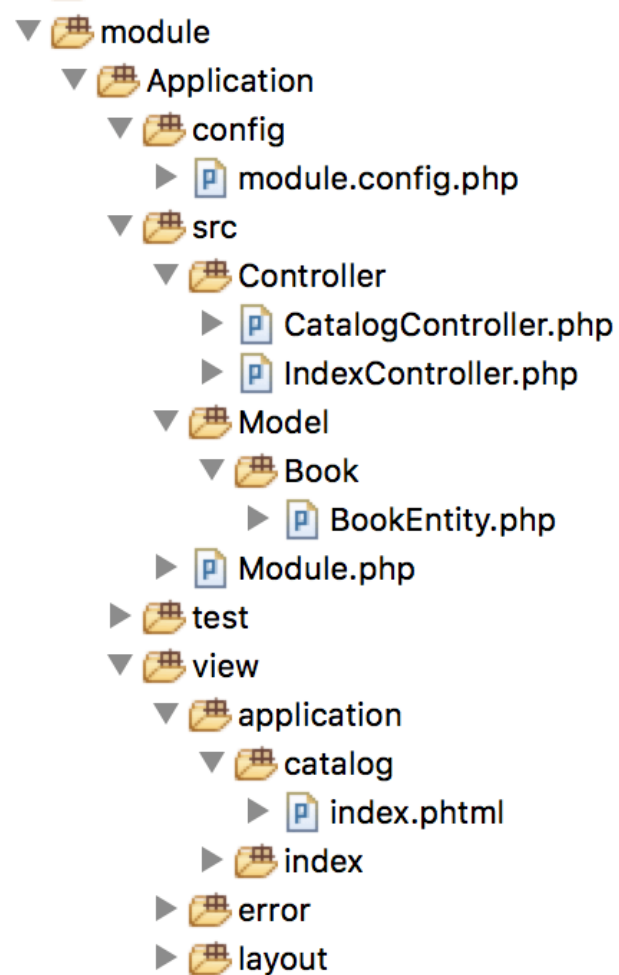 module
Application
config
module.config.php
src
Controller
CatalogController.php
IndexController.php
Model
Book
BookEntity.php
Module.php
test
view
application
catalog
index.phtml
index
error
layout